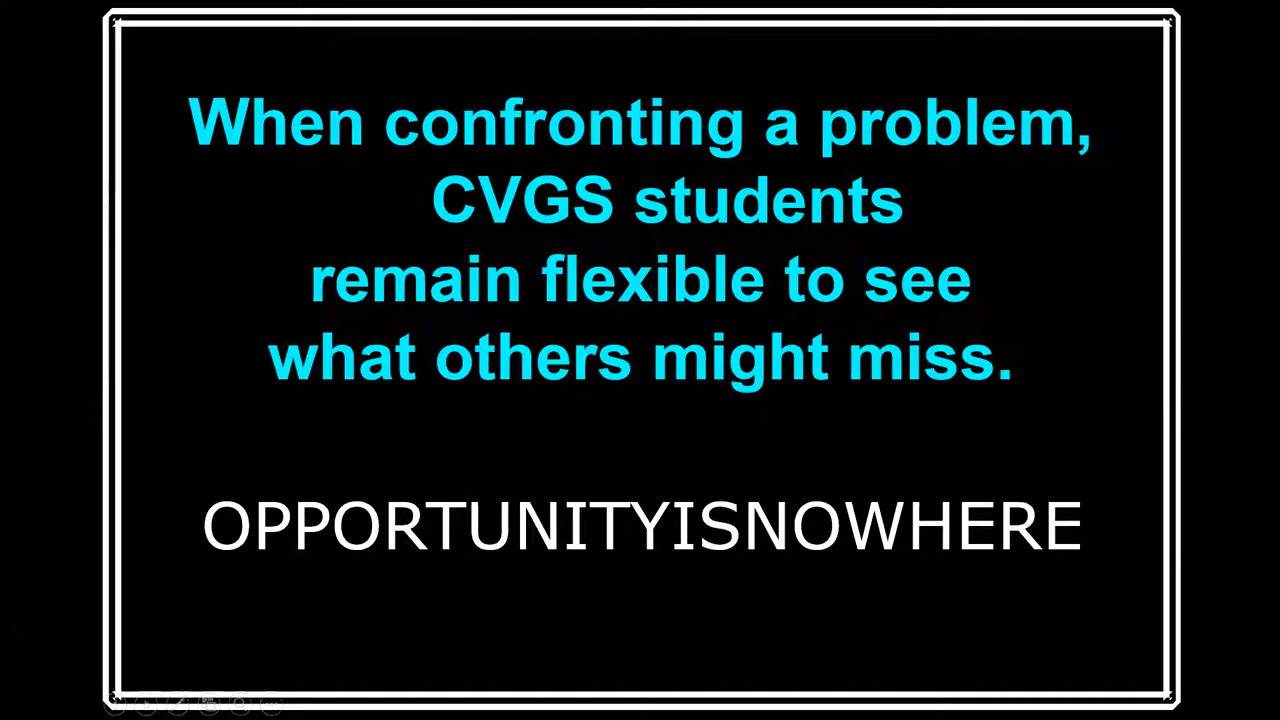 When confronting a problem,
CVGS students
remain flexible to see
what others might miss.
OPPORTUNITYISNOWHERE